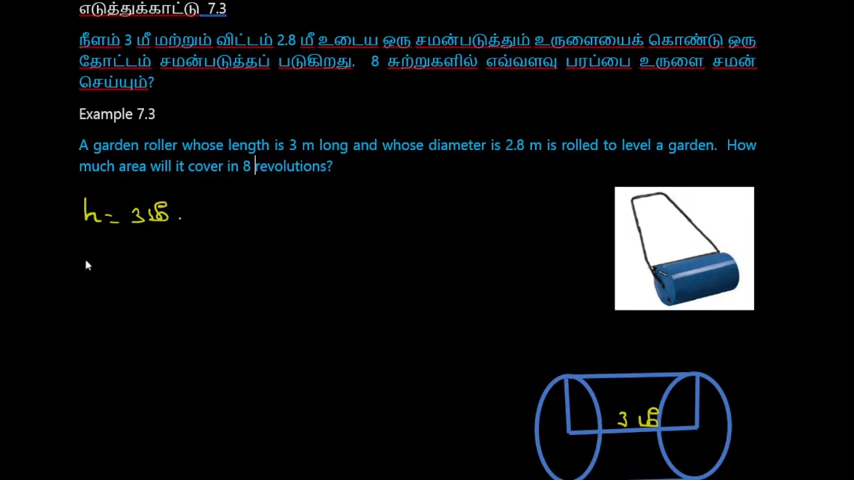 எடுத்துக்காட்டு 7.3
நீளம் 3 மீ மற்றும் விட்டம் 2.8 மீ உடைய ஒரு சமன்படுத்தும் உருளையைக் கொண்டு ஒரு
தோட்டம் சமன்படுத்தப் படுகிறது. 8 சுற்றுகளில் எவ்வளவு பரப்பை உருளை சமன்
செய்யும்?
Example 7.3
A garden roller whose length is 3 m long and whose diameter is 2.8 m is rolled to level a garden. How
much area will it cover in 8 revolutions?
h = 3 மீ.
3 மீ